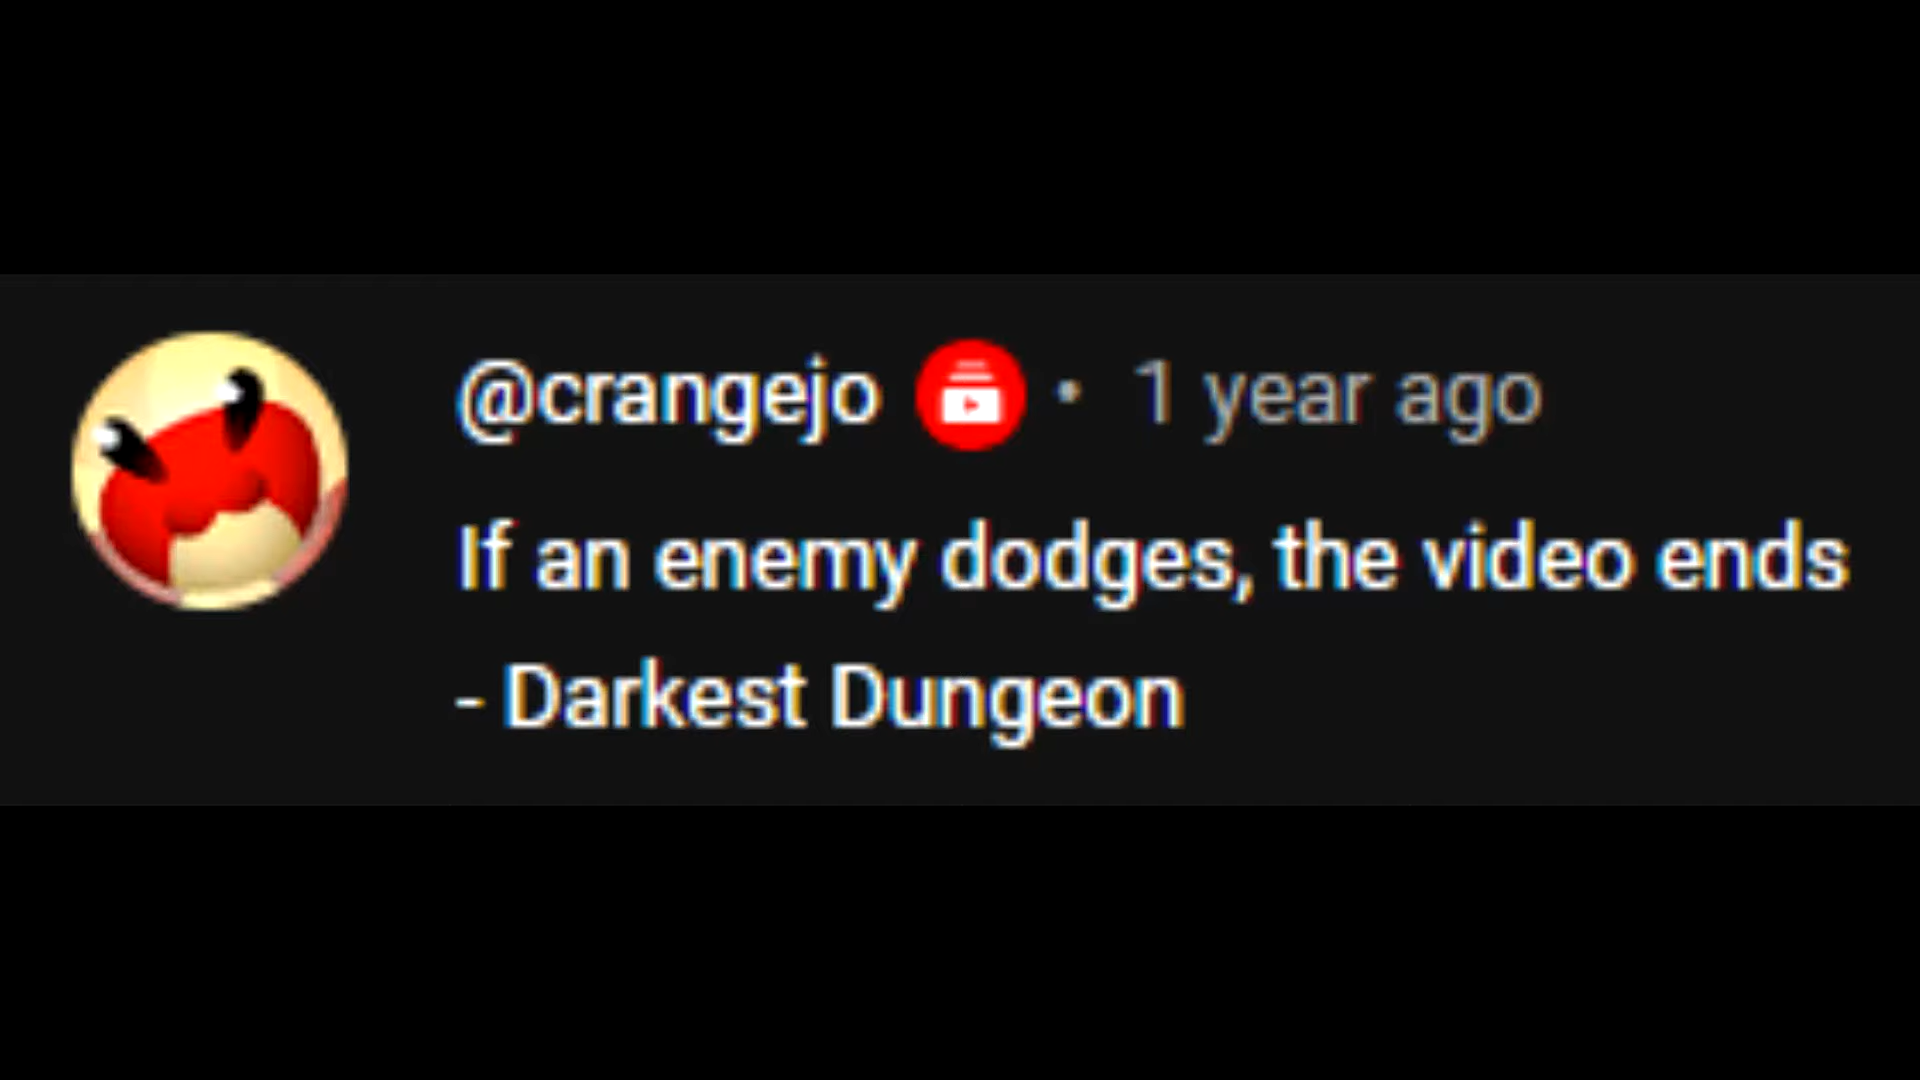 @crangejo • 1 year ago
If an enemy dodges, the video ends
- Darkest Dungeon